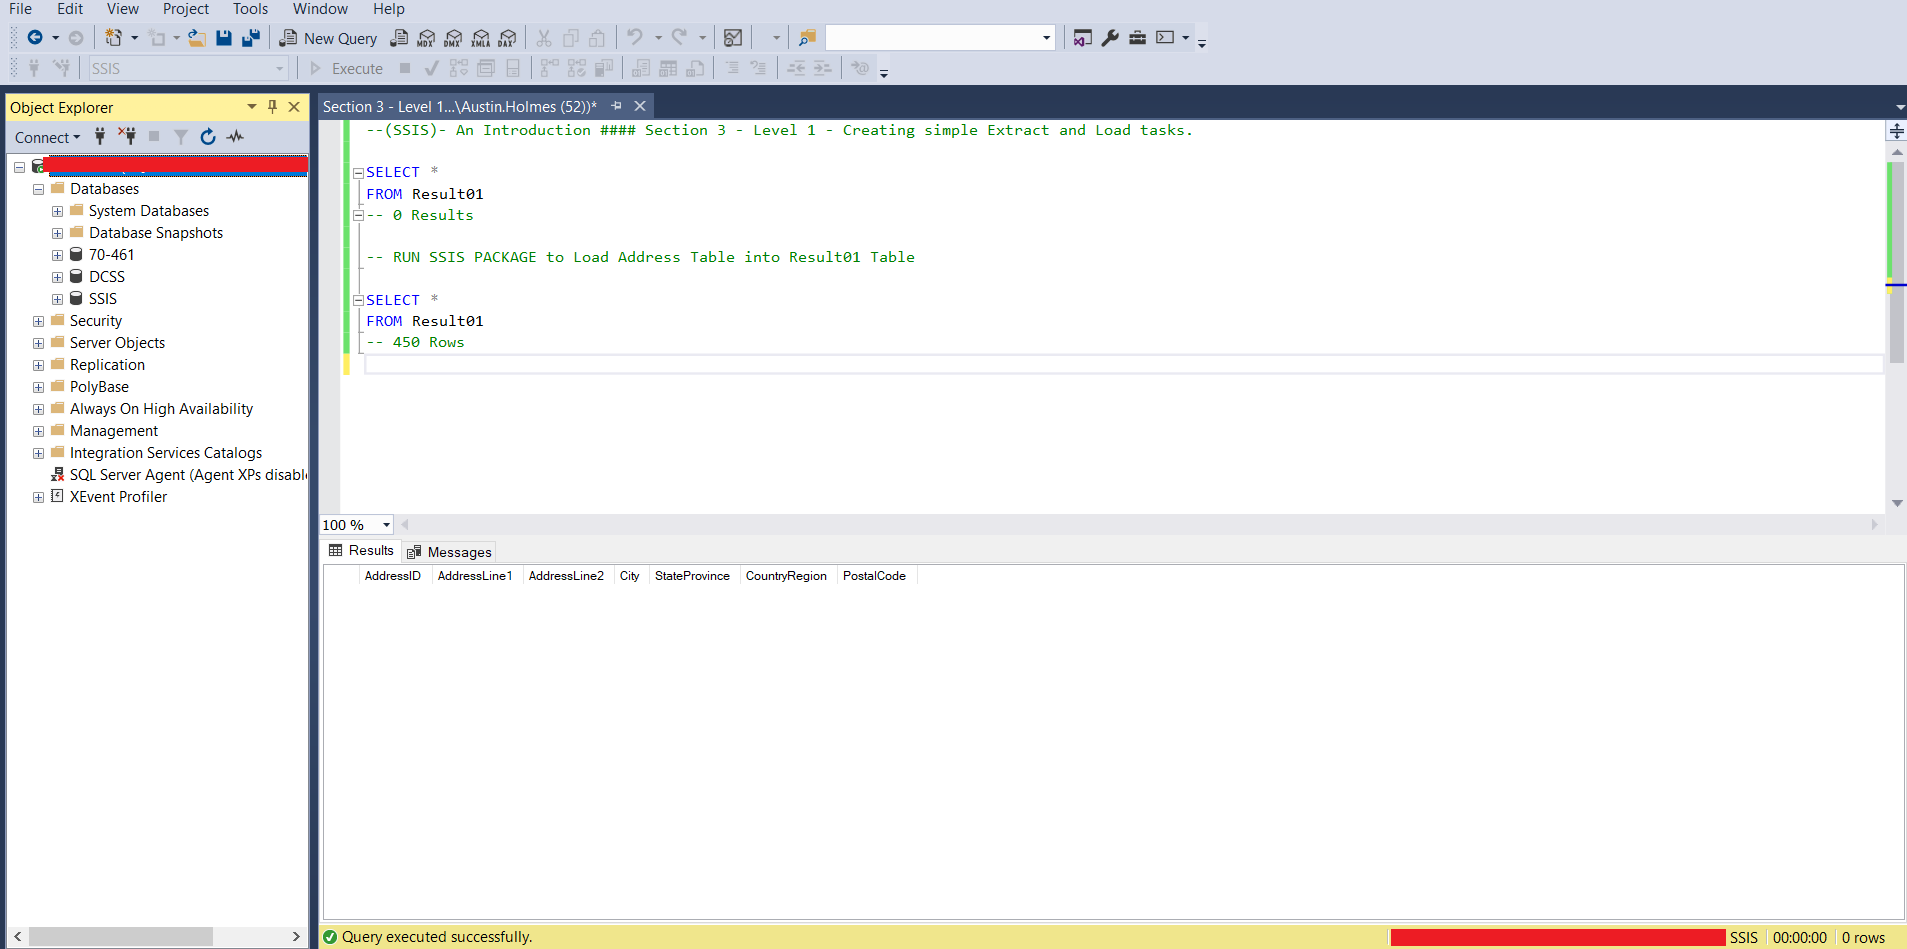 File Edit View Project Tools Window Help
New Query MDX DMX XMLA DAX
SSIS Execute
Object Explorer
Connect
Databases
System Databases
Database Snapshots
70-461
DCSS
SSIS
Security
Server Objects
Replication
PolyBase
Always On High Availability
Management
Integration Services Catalogs
SQL Server Agent (Agent XPs disabl
XEvent Profiler
Section 3 - Level 1...\Austin.Holmes (52))*
--(SSIS)- An Introduction #### Section 3 - Level 1 - Creating simple Extract and Load tasks.
SELECT *
FROM Result01
-- 0 Results
-- RUN SSIS PACKAGE to Load Address Table into Result01 Table
SELECT *
FROM Result01
-- 450 Rows
100 %
Results Messages
AddressID AddressLine1 AddressLine2 City StateProvince CountryRegion PostalCode
Query executed successfully. SSIS 00:00:00 0 rows